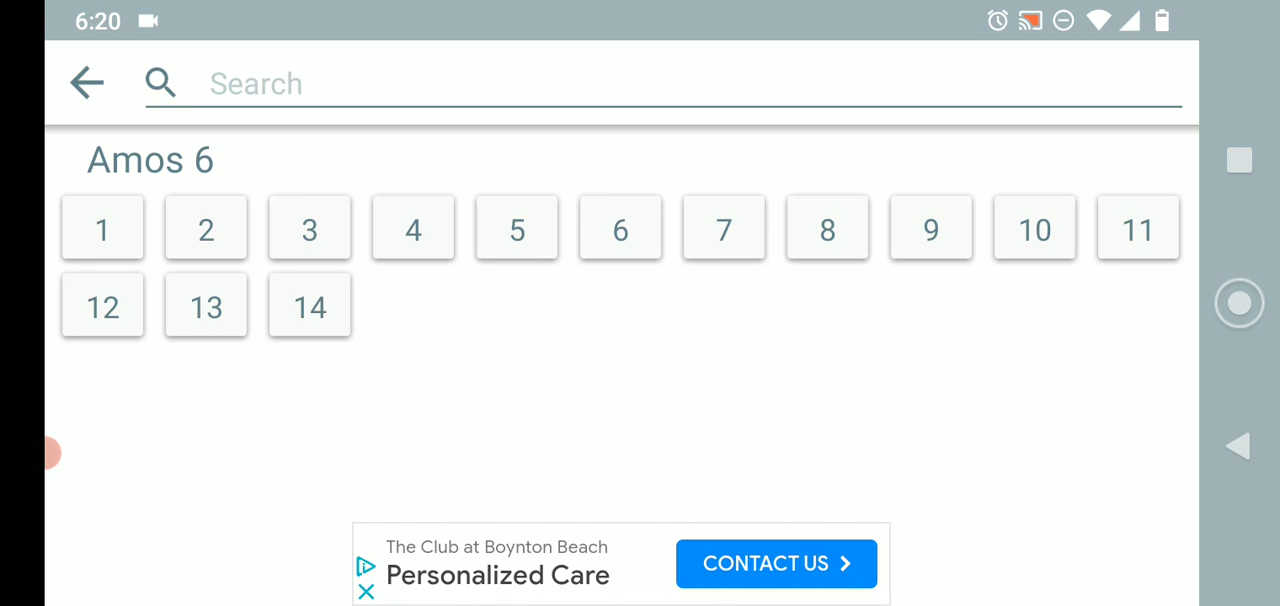 6:20
Search
Amos 6
1 2 3 4 5 6 7 8 9 10 11
12 13 14
The Club at Boynton Beach
Personalized Care
CONTACT US